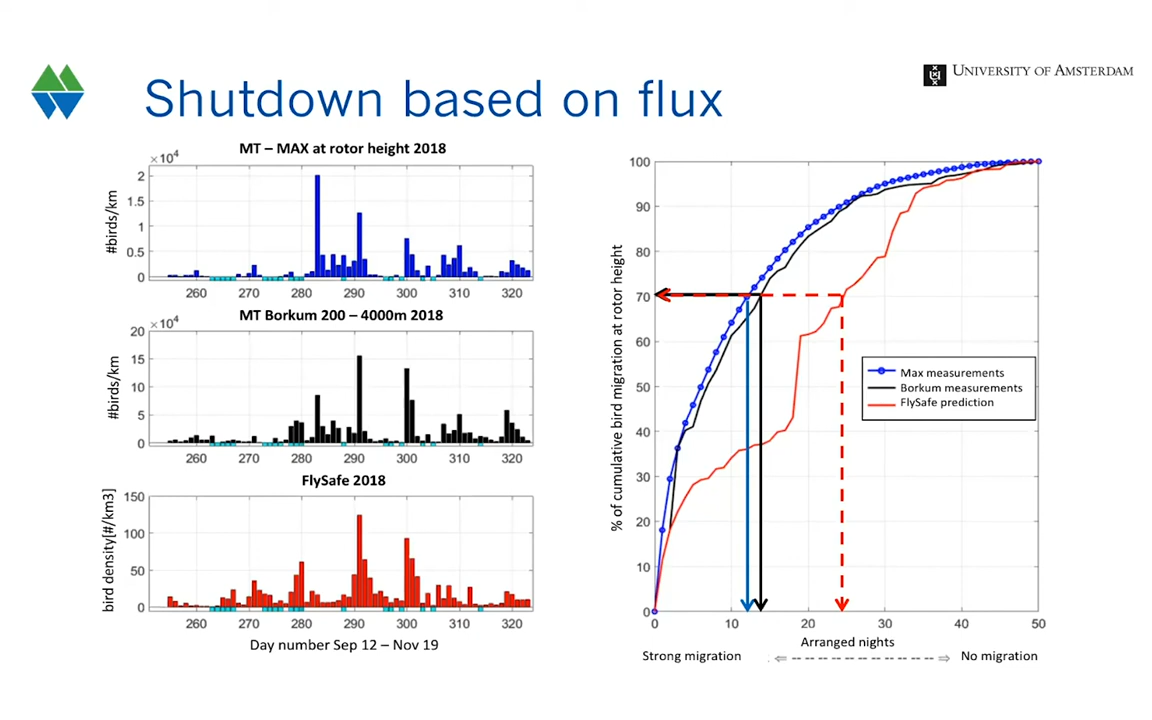 UNIVERSITY OF AMSTERDAM
Shutdown based on flux
MT – MAX at rotor height 2018
× 10⁴
2
1.5
1
0.5
0
#birds/km
260 270 280 290 300 310 320
MT Borkum 200 – 4000m 2018
× 10⁴
20
15
10
5
0
#birds/km
260 270 280 290 300 310 320
FlySafe 2018
150
100
50
0
bird density[#/km3]
260 270 280 290 300 310 320
Day number Sep 12 – Nov 19
100
90
80
70
60
50
40
30
20
10
0
% of cumulative bird migration at rotor height
Max measurements
Borkum measurements
FlySafe prediction
0 10 20 30 40 50
Arranged nights
Strong migration No migration